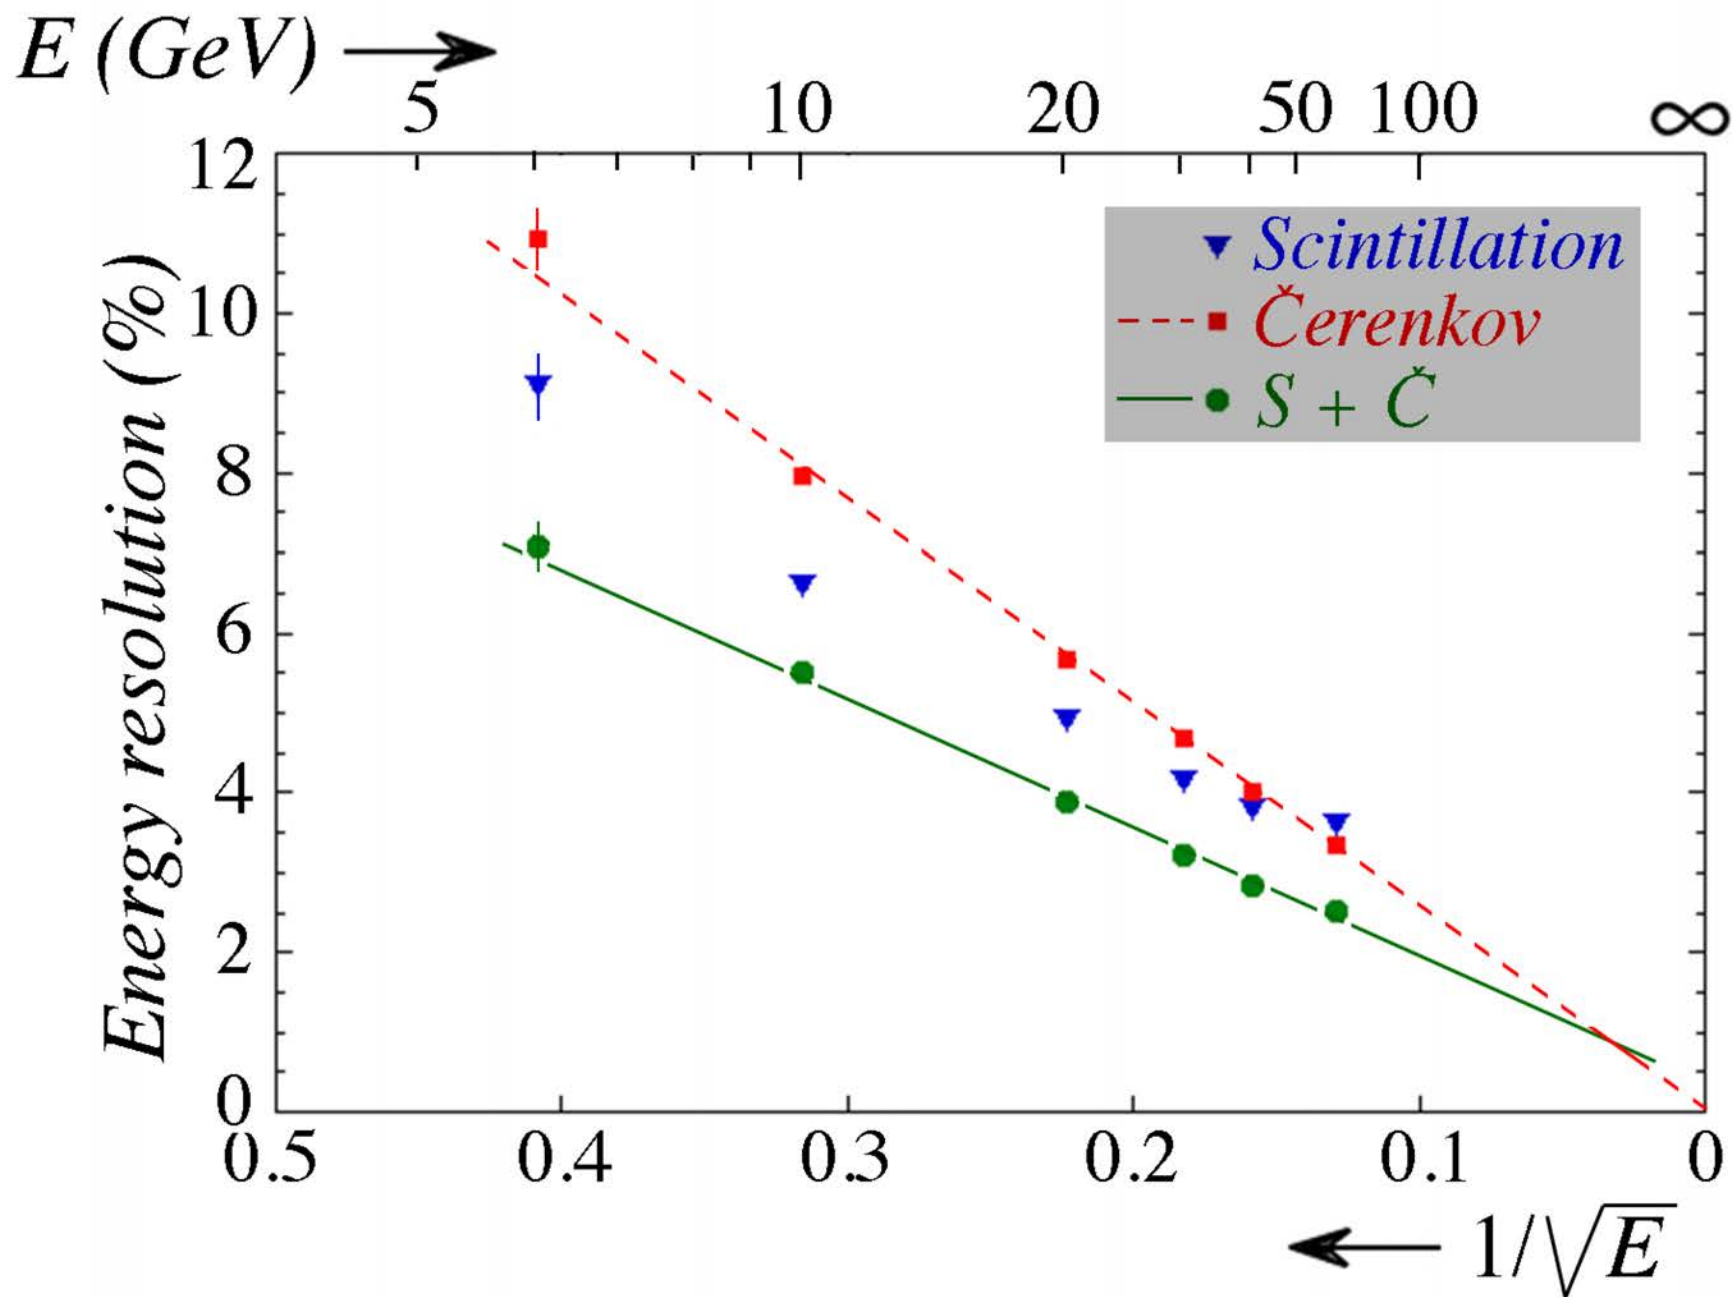 E (GeV) →
5 10 20 50 100 ∞
12
10
8
6
4
2
0
Energy resolution (%)
Scintillation
Čerenkov
S + Č
0.5 0.4 0.3 0.2 0.1 0
← 1/√E